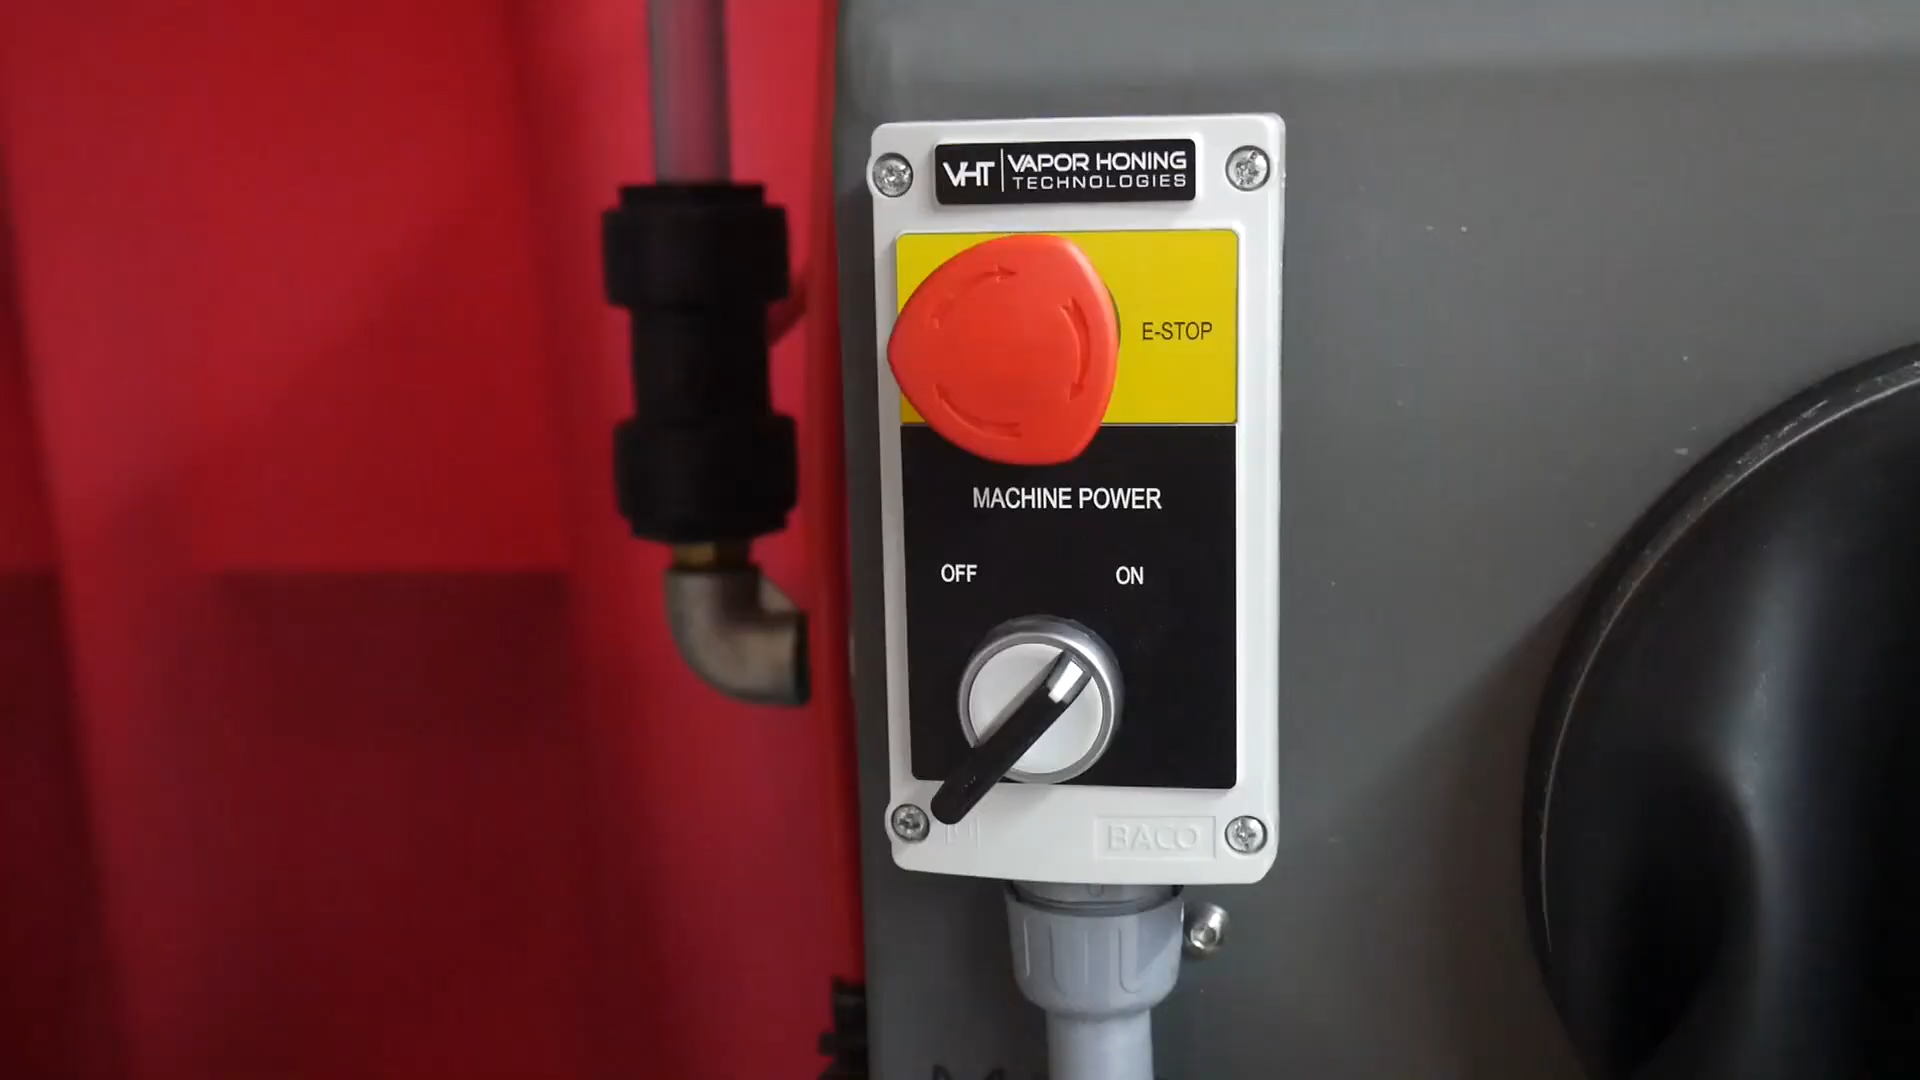 VHT
VAPOR HONING
TECHNOLOGIES
E-STOP
MACHINE POWER
OFF ON
BACO